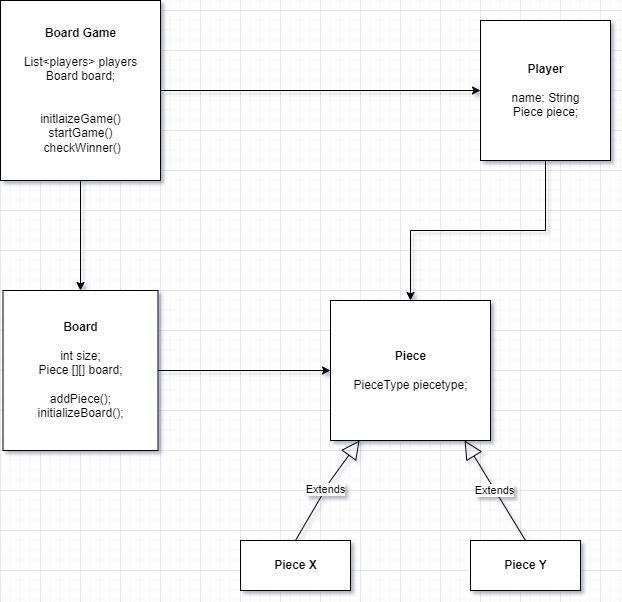 Board Game
List<players> players
Board board;
initlaizeGame()
startGame()
checkWinner()
Player
name: String
Piece piece;
Board
int size;
Piece [][] board;
addPiece();
initializeBoard();
Piece
PieceType piecetype;
Extends
Extends
Piece X
Piece Y